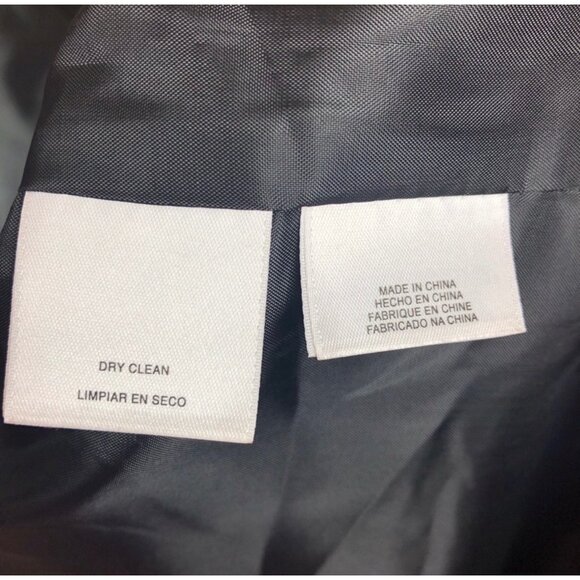 DRY CLEAN
LIMPIAR EN SECO
MADE IN CHINA
HECHO EN CHINA
FABRIQUE EN CHINE
FABRICADO NA CHINA